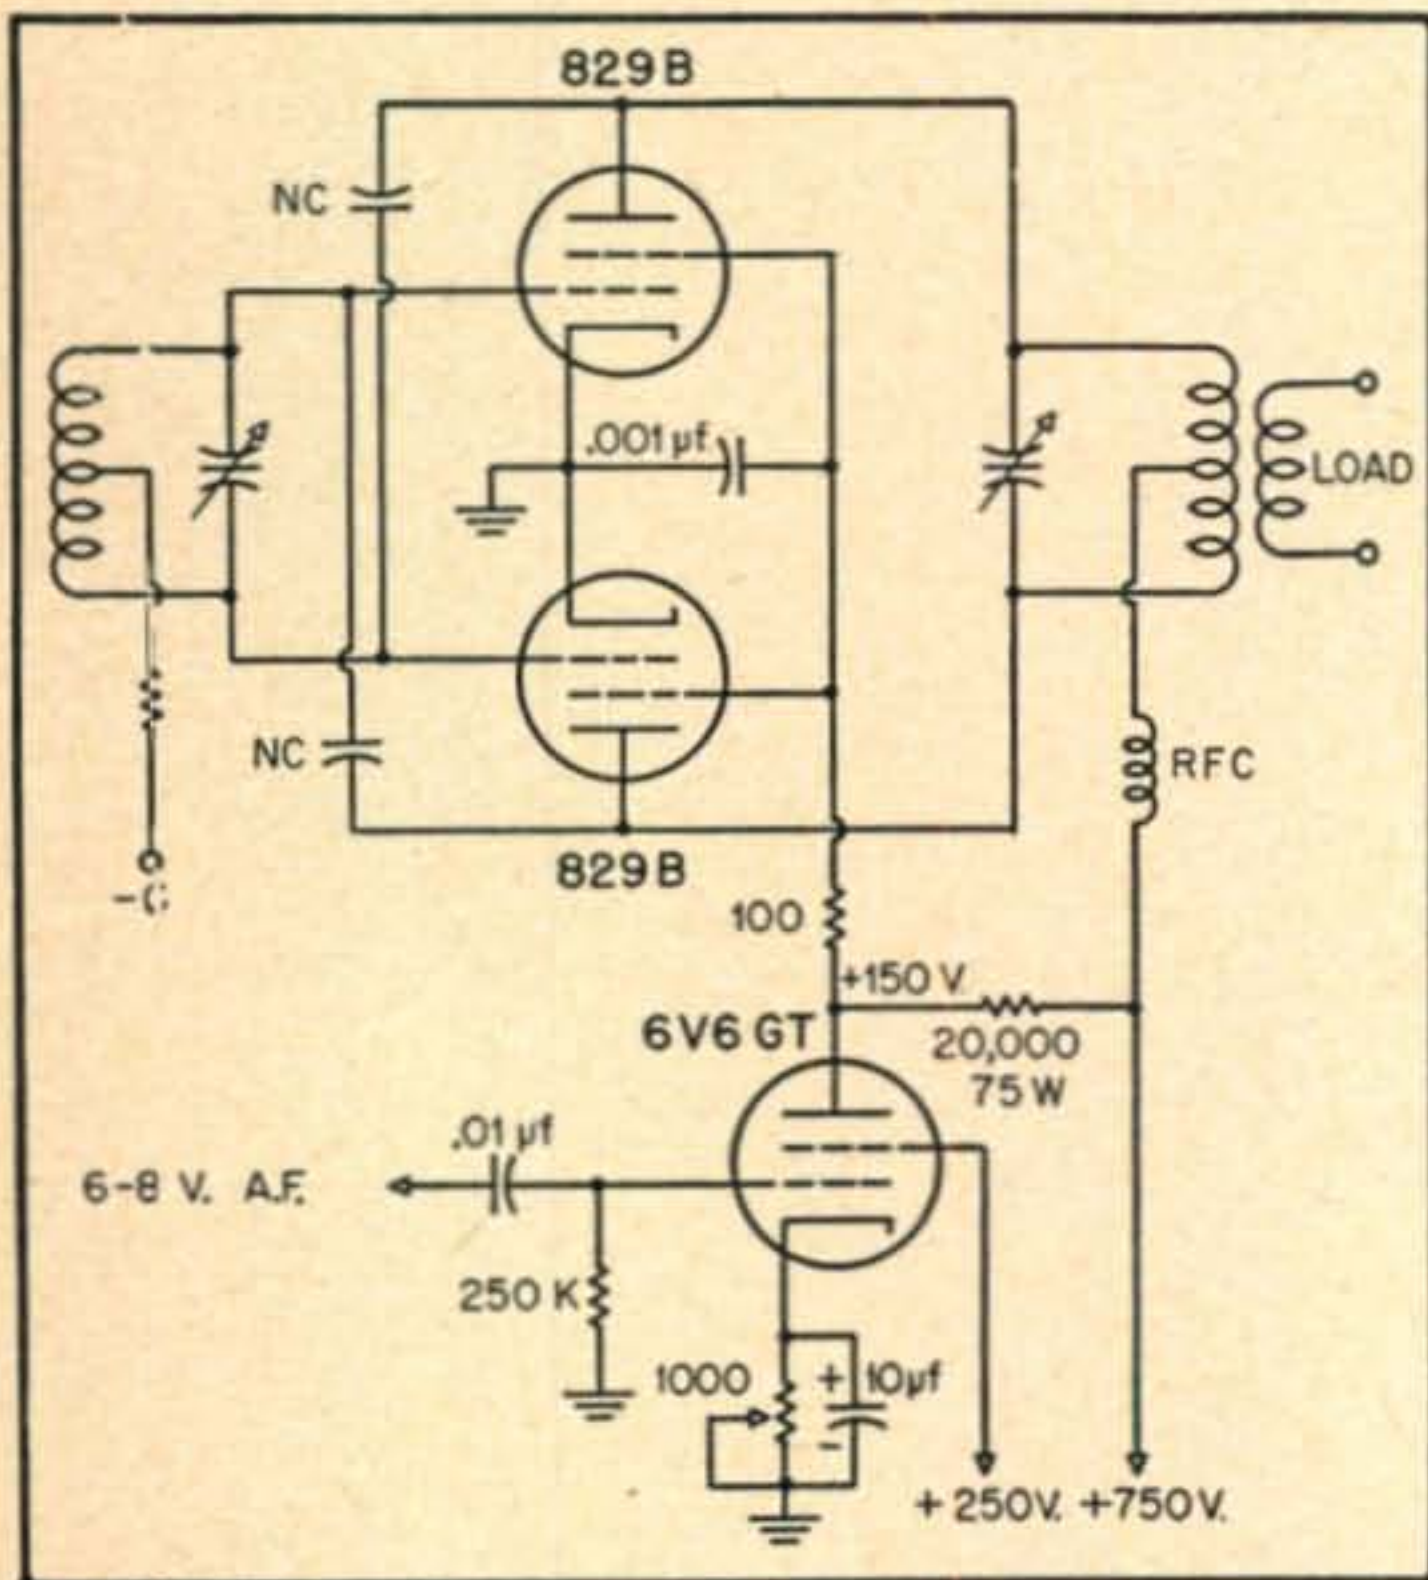 829B
NC
.001 µf
LOAD
NC
RFC
829B
-C
100
+150 V.
6V6 GT
20,000
75 W
.01 µf
6-8 V. A.F.
250 K
1000
+
10µf
-
+250V. +750V.